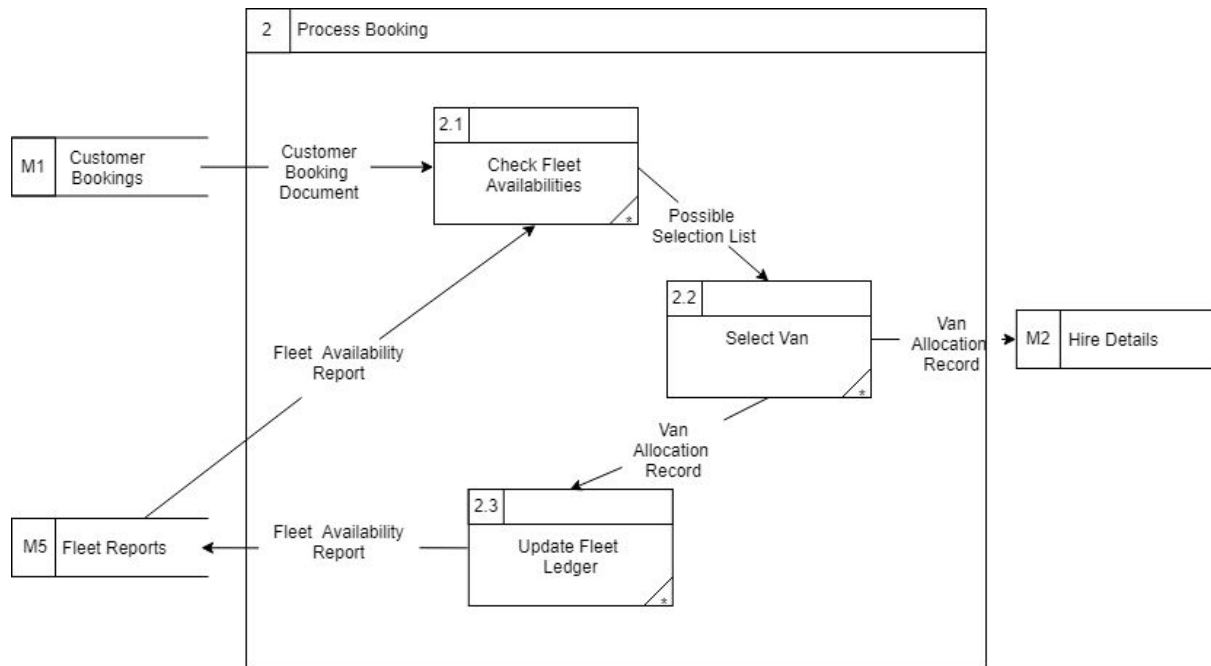 2 Process Booking
2.1
M1 Customer
Bookings
Customer
Booking
Document
Check Fleet
Availabilities
*
Possible
Selection List
2.2
Select Van
*
Van
Allocation
Record
M2 Hire Details
Fleet Availability
Report
Van
Allocation
Record
2.3
M5 Fleet Reports
Fleet Availability
Report
Update Fleet
Ledger
*